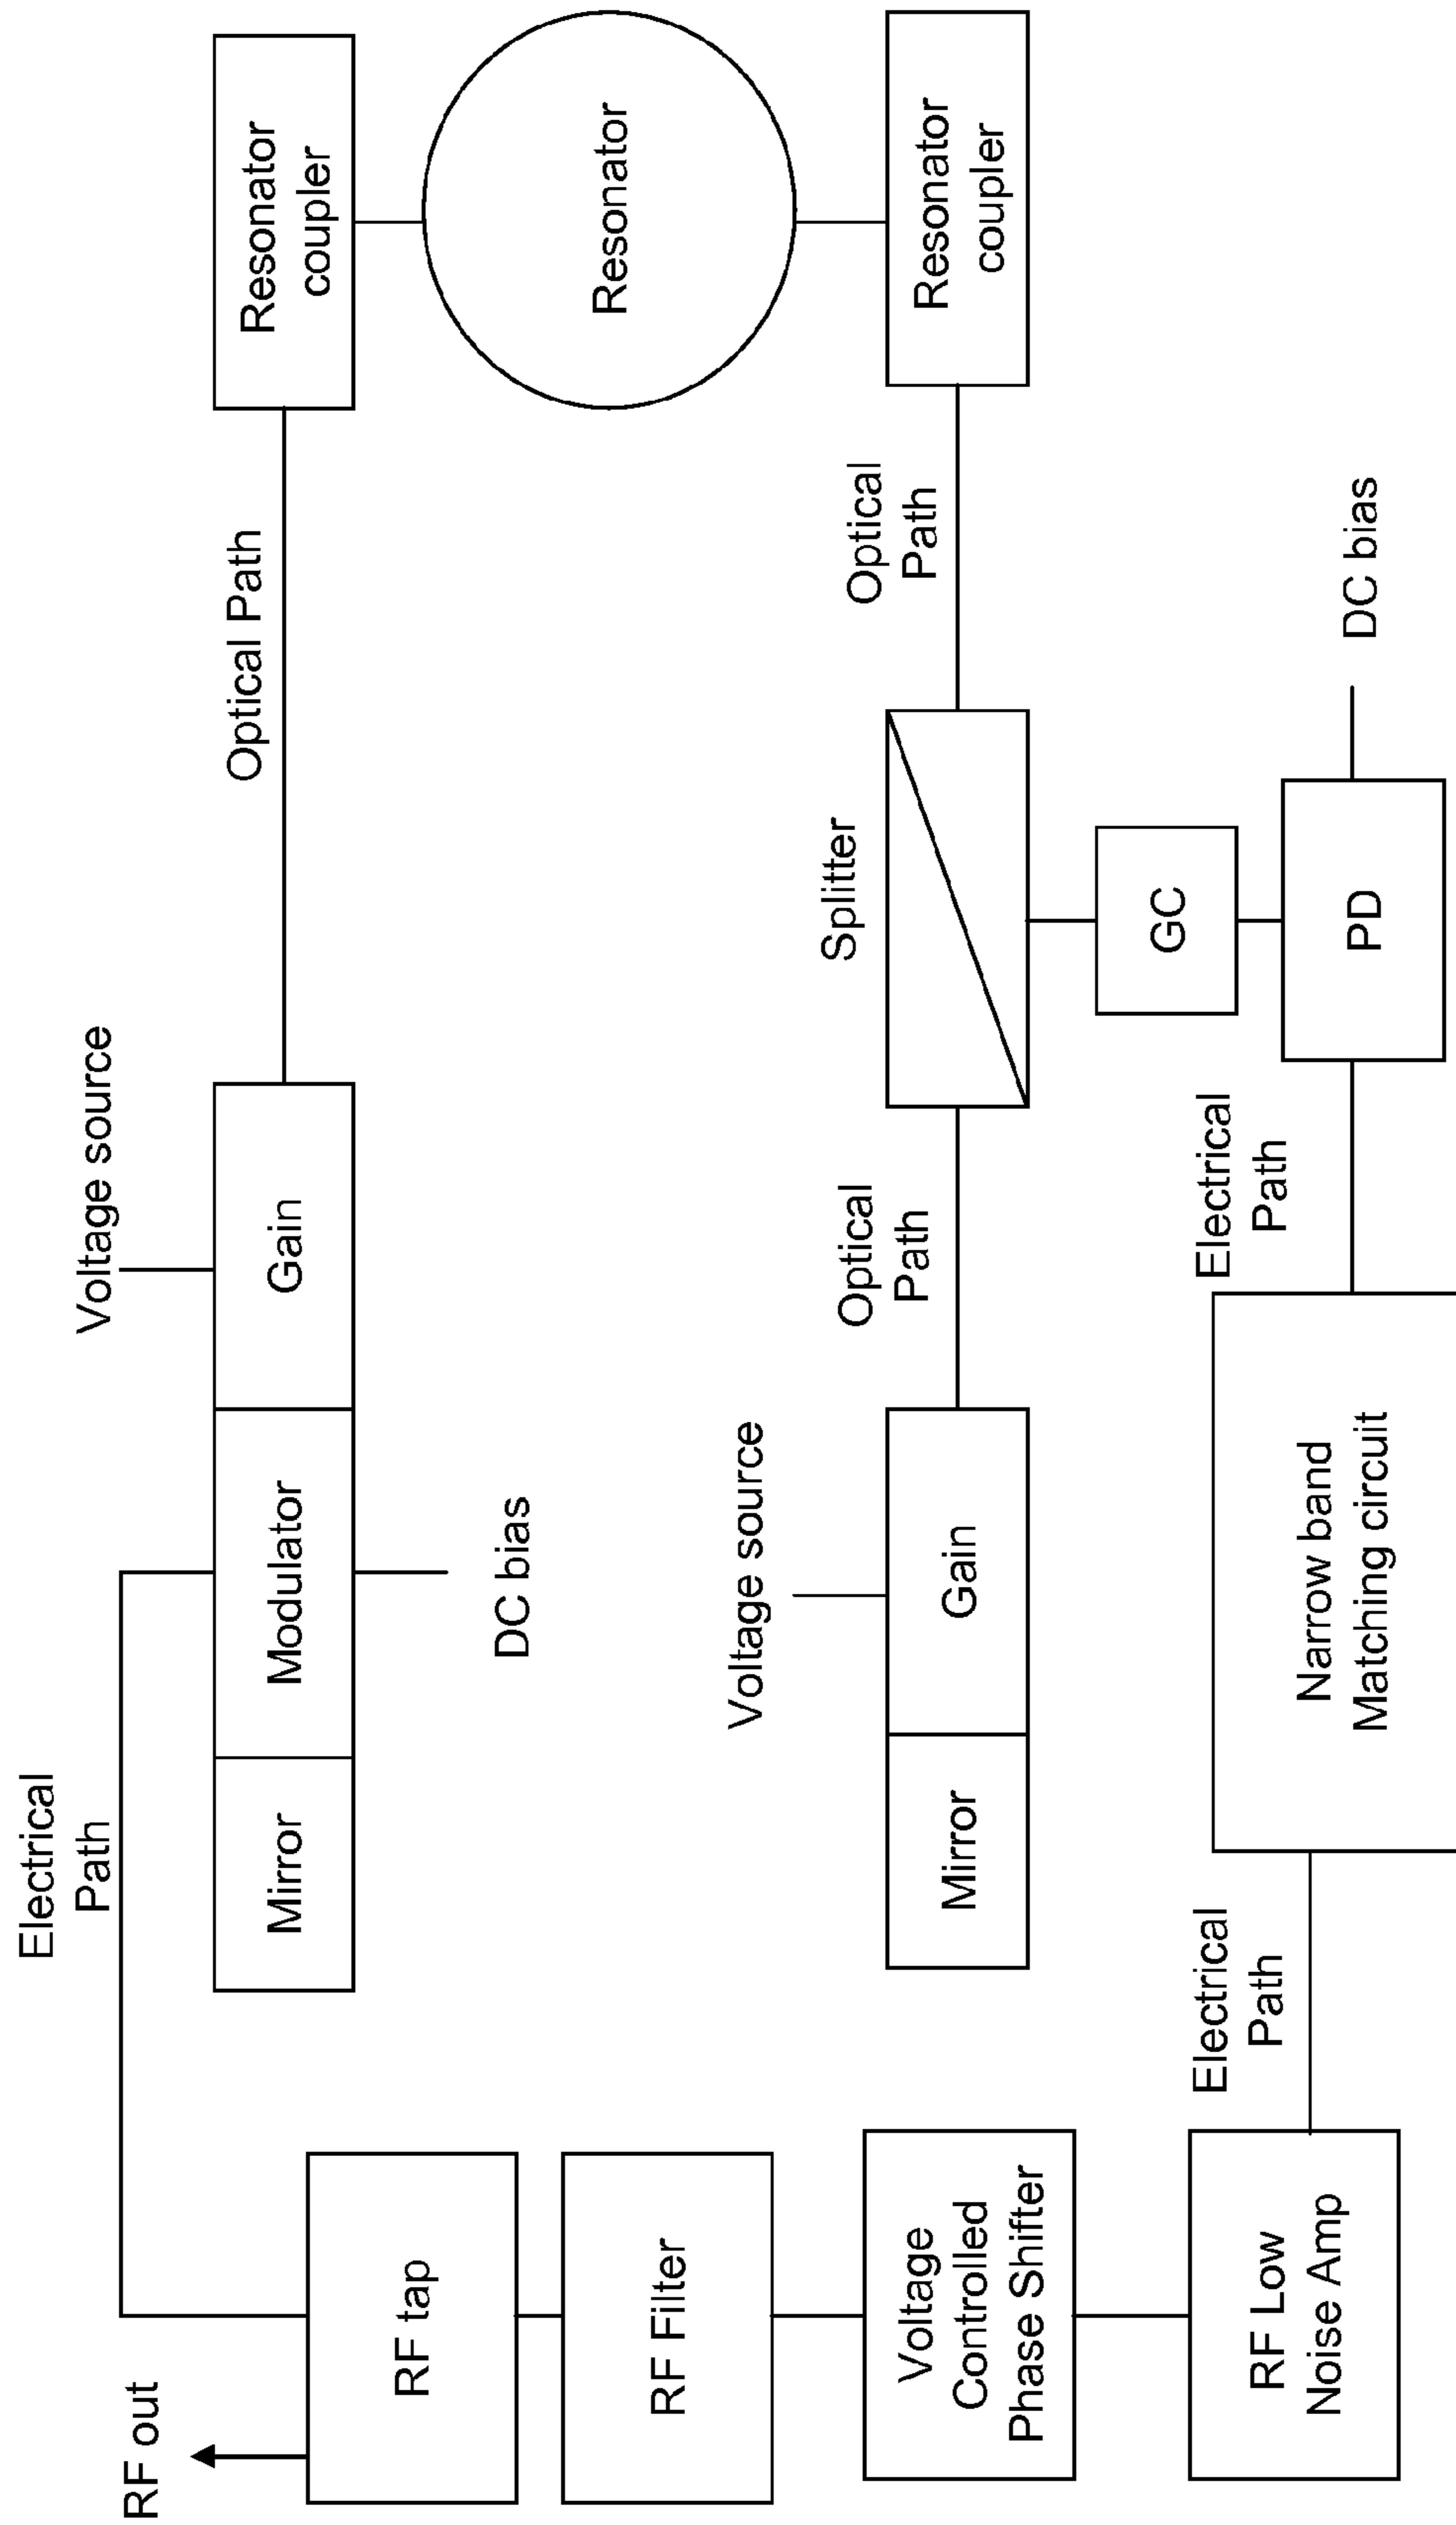 RF out
Electrical
Path
Voltage source
Mirror
Modulator
Gain
Optical Path
Resonator
coupler
DC bias
RF tap
RF Filter
Resonator
Voltage
Controlled
Phase Shifter
Voltage source
Mirror
Gain
Optical
Path
Splitter
Optical
Path
Resonator
coupler
GC
RF Low
Noise Amp
Electrical
Path
Narrow band
Matching circuit
Electrical
Path
PD
DC bias